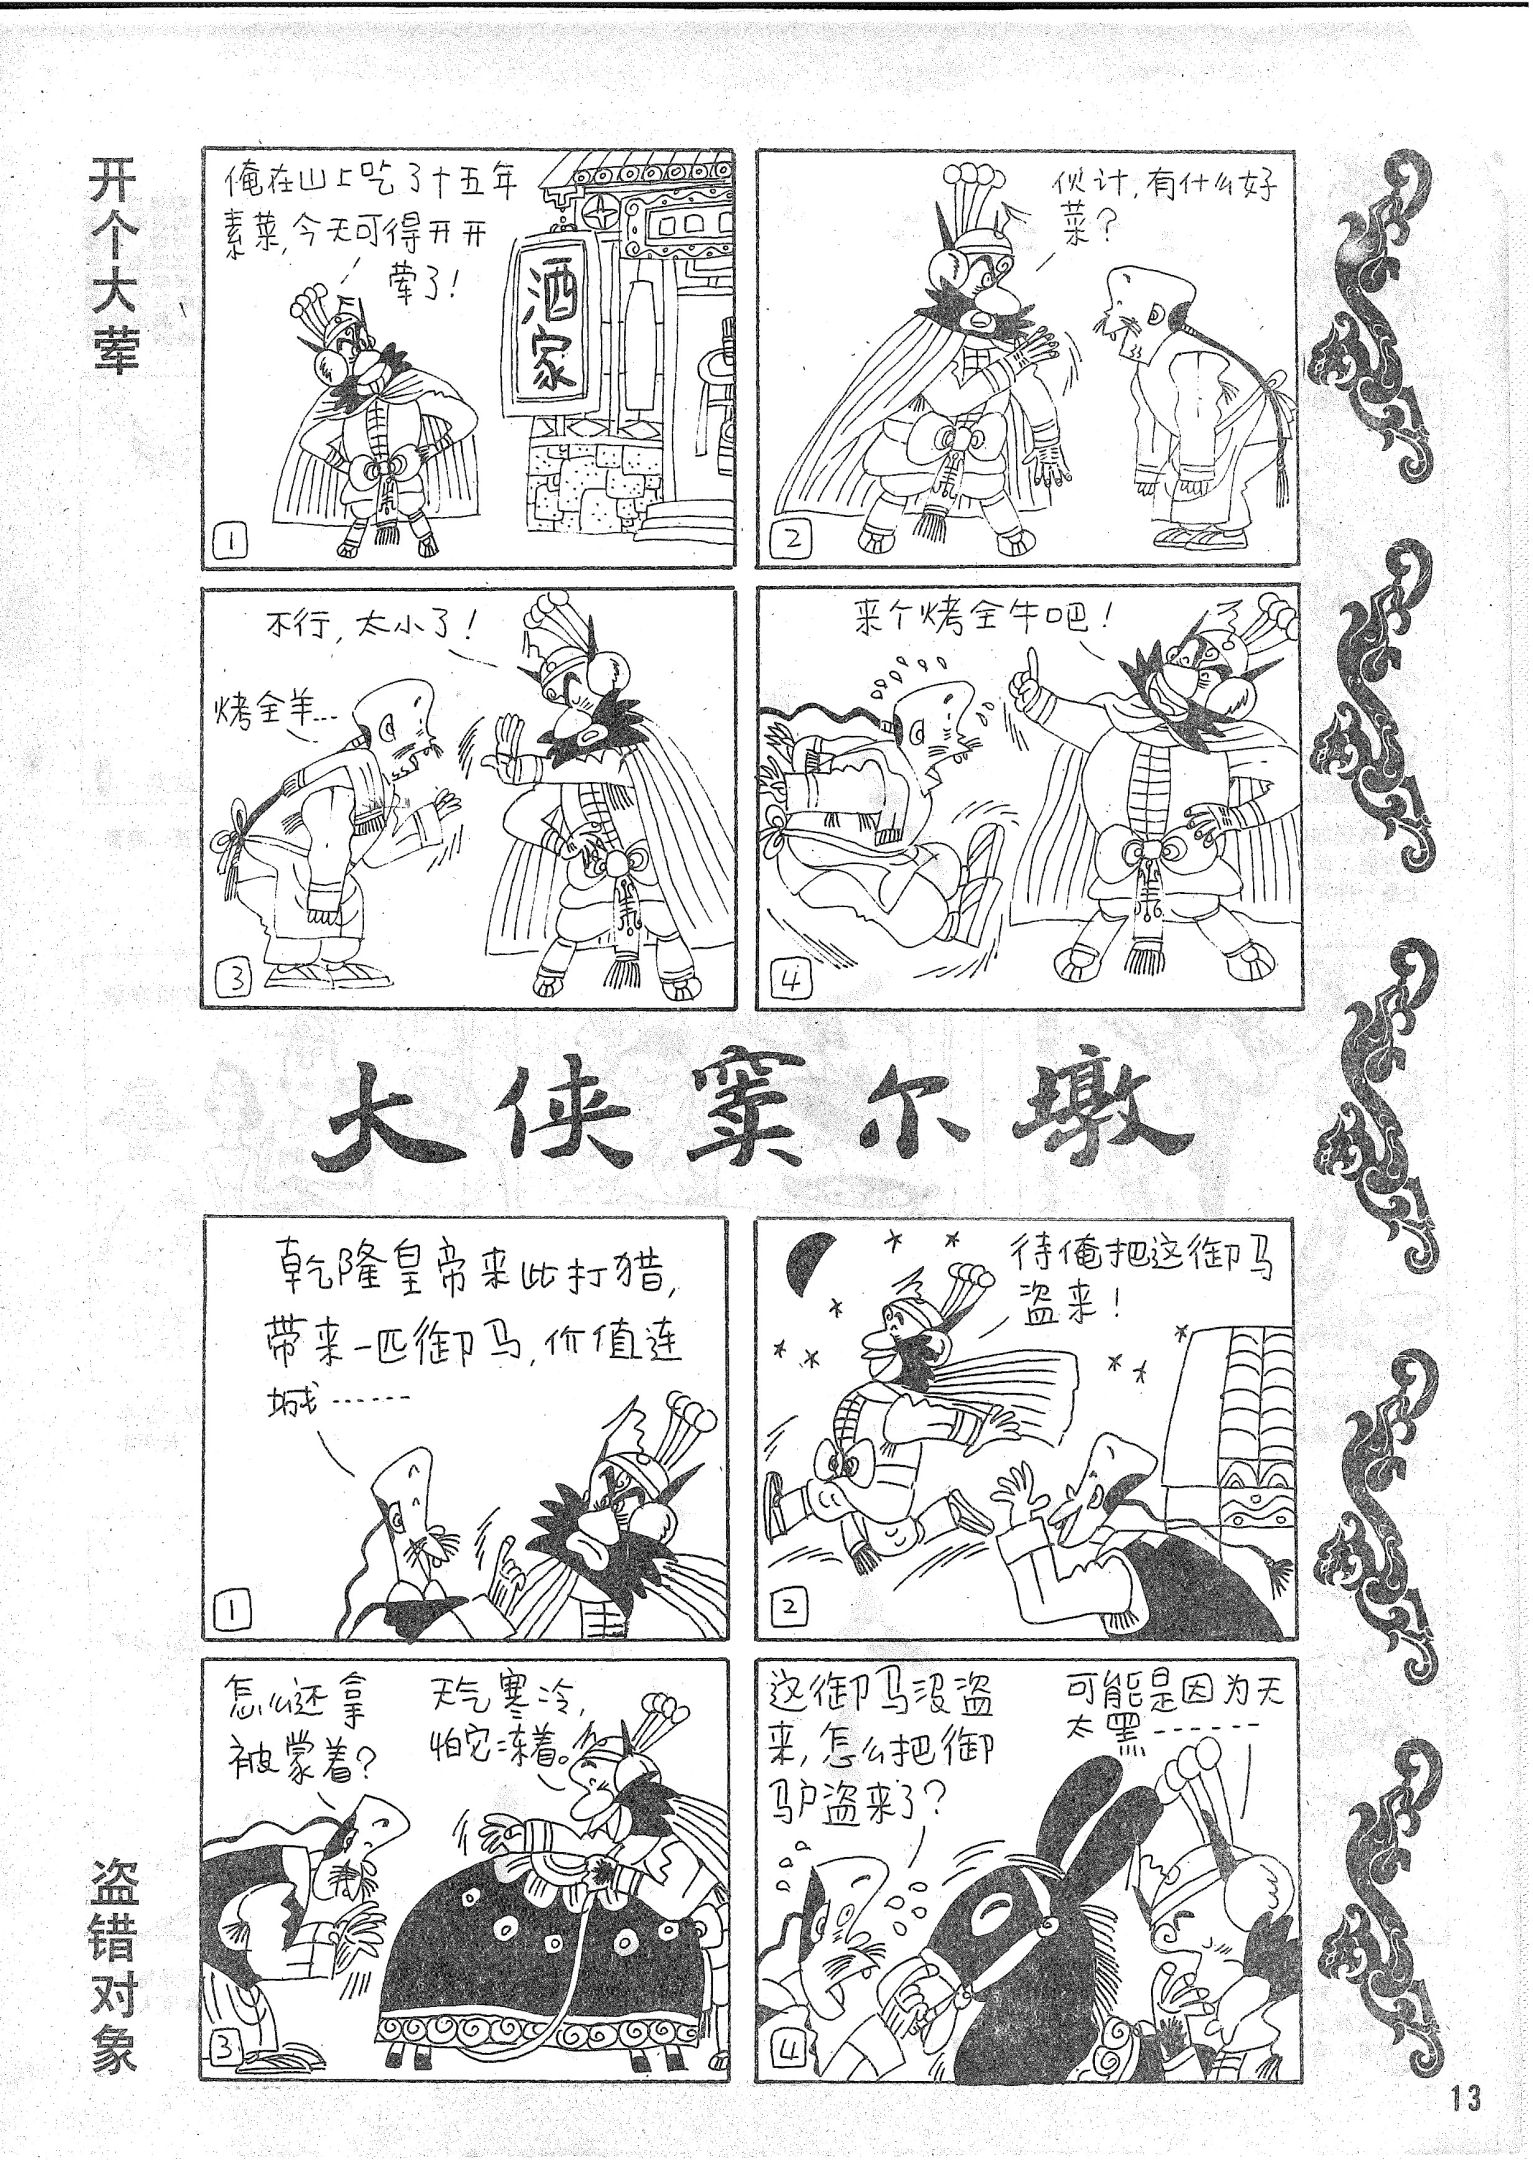 开个大荤
俺在山上吃了十五年
素菜,今天可得开开
荤了!
酒家
1
伙计,有什么好
菜?
2
不行,太小了!
烤全羊...
3
来个烤全牛吧!
4
大侠窦尔墩
盗错对象
乾隆皇帝来此打猎,
带来一匹御马,价值连
城……
1
待俺把这御马
盗来!
2
怎么还拿
被蒙着?
天气寒冷,
怕它冻着。
3
这御马没盗
来,怎么把御
驴盗来了?
可能是因为天
太黑……
4
13